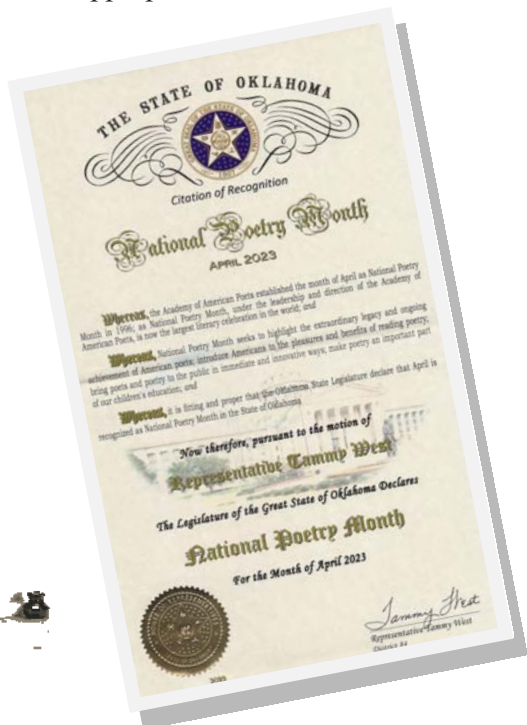 THE STATE OF OKLAHOMA
Citation of Recognition
National Poetry Month
APRIL 2023
Whereas, the Academy of American Poets established the month of April as National Poetry
Month in 1996; as National Poetry Month, under the leadership and direction of the Academy of
American Poets, is now the largest literary celebration in the world; and
Whereas, National Poetry Month seeks to highlight the extraordinary legacy and ongoing
achievement of American poets; introduce Americans to the pleasures and benefits of reading poetry;
bring poets and poetry to the public in immediate and innovative ways, make poetry an important part
of our children's education; and
Whereas, it is fitting and proper that the Oklahoma State Legislature declare that April is
recognized as National Poetry Month in the State of Oklahoma
Now therefore, pursuant to the motion of
Representative Tammy West
The Legislature of the Great State of Oklahoma Declares
National Poetry Month
For the Month of April 2023
Tammy West
Representative Tammy West